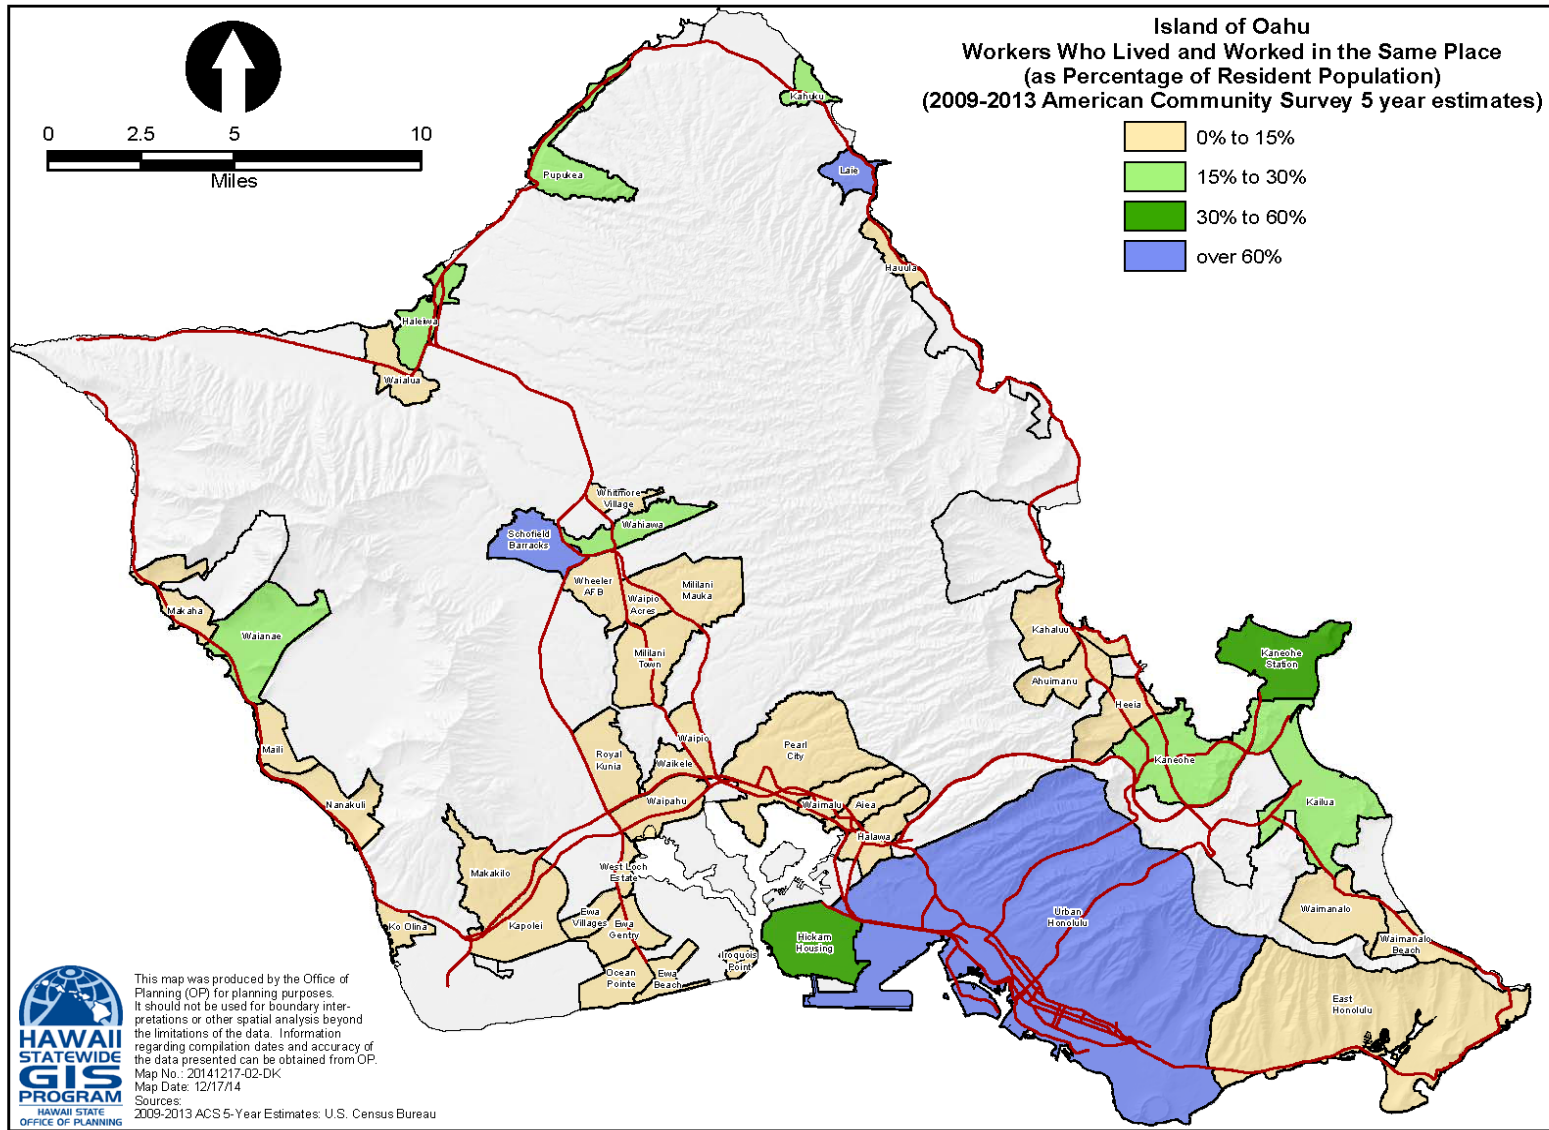 Island of Oahu
Workers Who Lived and Worked in the Same Place
(as Percentage of Resident Population)
(2009-2013 American Community Survey 5 year estimates)
0% to 15%
15% to 30%
30% to 60%
over 60%
0 2.5 5 10
Miles
Kahuku
Pupukea
Laie
Hauula
Haleiwa
Waialua
Whitmore
Village
Wahiawa
Schofield
Barracks
Wheeler
AFB
Mililani
Mauka
Waipio
Acres
Makaha
Waianae
Mililani
Town
Kahaluu
Kaneohe
Station
Ahuimanu
Heeia
Maili
Royal
Kunia
Waipio
Pearl
City
Waikele
Kaneohe
Nanakuli
Waipahu
Waimalu
Aiea
Kailua
Halawa
Makakilo
West Loch
Estate
Ko Olina
Kapolei
Ewa
Villages
Ewa
Gentry
Urban
Honolulu
Waimanalo
Hickam
Housing
Waimanalo
Beach
Iroquois
Point
Ocean
Pointe
Ewa
Beach
East
Honolulu
HAWAII
STATEWIDE
GIS
PROGRAM
HAWAII STATE
OFFICE OF PLANNING
This map was produced by the Office of
Planning (OP) for planning purposes.
It should not be used for boundary inter-
pretations or other spatial analysis beyond
the limitations of the data. Information
regarding compilation dates and accuracy of
the data presented can be obtained from OP.
Map No.: 20141217-02-DK
Map Date: 12/17/14
Sources:
2009-2013 ACS 5-Year Estimates: U.S. Census Bureau